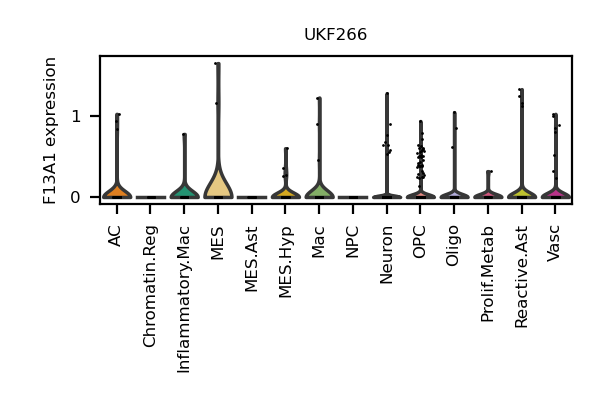 UKF266
F13A1 expression
1
0
AC
Chromatin.Reg
Inflammatory.Mac
MES
MES.Ast
MES.Hyp
Mac
NPC
Neuron
OPC
Oligo
Prolif.Metab
Reactive.Ast
Vasc